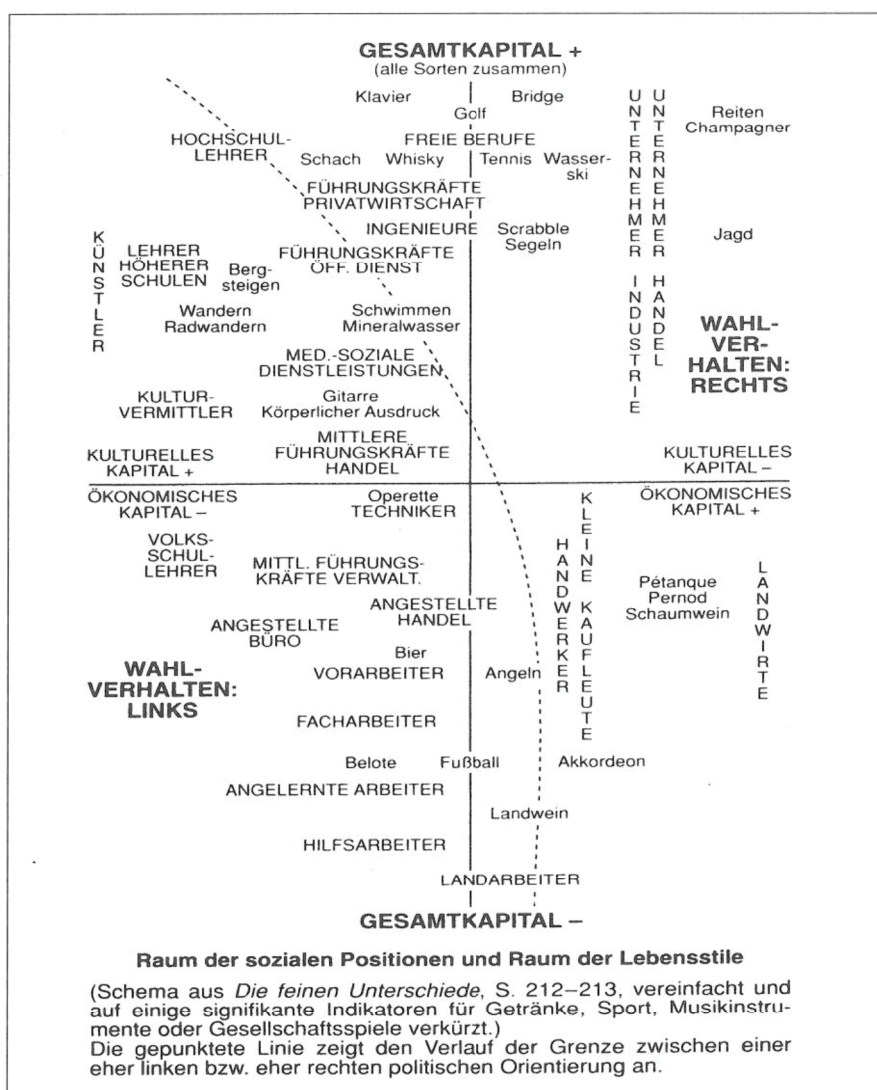 GESAMTKAPITAL +
(alle Sorten zusammen)
Klavier Bridge
Golf
UNTERNEHMER INDUSTRIE
UNTERNEHMER HANDEL
Reiten
Champagner
HOCHSCHUL-
LEHRER
FREIE BERUFE
Schach Whisky Tennis Wasser-
ski
FÜHRUNGSKRÄFTE
PRIVATWIRTSCHAFT
INGENIEURE
Scrabble
Segeln
Jagd
KÜNSTLER
LEHRER
HÖHERER
SCHULEN
Berg-
steigen
FÜHRUNGSKRÄFTE
ÖFF. DIENST
Wandern
Radwandern
Schwimmen
Mineralwasser
WAHL-
VER-
HALTEN:
RECHTS
MED.-SOZIALE
DIENSTLEISTUNGEN
KULTUR-
VERMITTLER
Gitarre
Körperlicher Ausdruck
MITTLERE
FÜHRUNGSKRÄFTE
HANDEL
KULTURELLES
KAPITAL +
KULTURELLES
KAPITAL –
ÖKONOMISCHES
KAPITAL –
Operette
TECHNIKER
KLEINE KAUFLEUTE
ÖKONOMISCHES
KAPITAL +
VOLKS-
SCHUL-
LEHRER
MITTL. FÜHRUNGS-
KRÄFTE VERWALT.
HANDWERKER
Pétanque
Pernod
Schaumwein
LANDWIRTE
ANGESTELLTE
HANDEL
ANGESTELLTE
BÜRO
Bier
VORARBEITER
Angeln
WAHL-
VERHALTEN:
LINKS
FACHARBEITER
Belote Fußball Akkordeon
ANGELERNTE ARBEITER
Landwein
HILFSARBEITER
LANDARBEITER
GESAMTKAPITAL –
Raum der sozialen Positionen und Raum der Lebensstile
(Schema aus Die feinen Unterschiede, S. 212–213, vereinfacht und
auf einige signifikante Indikatoren für Getränke, Sport, Musikinstru-
mente oder Gesellschaftsspiele verkürzt.)
Die gepunktete Linie zeigt den Verlauf der Grenze zwischen einer
eher linken bzw. eher rechten politischen Orientierung an.